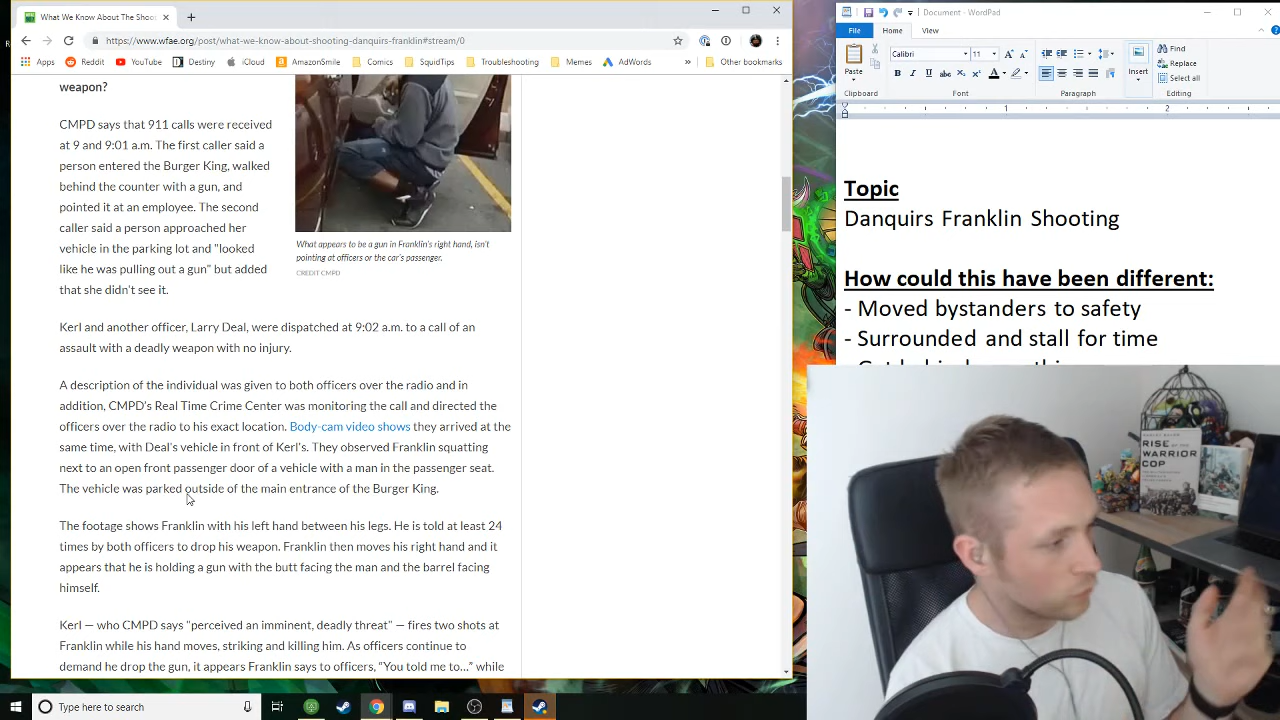 What We Know About The Shoo
https://
.org/post/what-we-know-about-shooting-danquirs-franklin#stream/0
Apps Reddit YouTube Destiny iCloud AmazonSmile Comics SquidTips Troubleshooting Memes AdWords » Other bookmarks
weapon?
CMPD says two 911 calls were received
at 9 and 9:01 a.m. The first caller said a
person entered the Burger King, walked
behind the counter with a gun, and
pointed it at an employee. The second
caller said a person approached her
vehicle in the parking lot and "looked
like he was pulling out a gun" but added
that she didn't see it.
What appears to be a gun in Franklin's right hand, isn't
pointing at officers or the car's passenger.
CREDIT CMPD
Kerl and another officer, Larry Deal, were dispatched at 9:02 a.m. to a call of an
assault with a deadly weapon with no injury.
A description of the individual was given to both officers over the radio and in
addition, CMPD's Real Time Crime Center was monitoring the call and directed the
officers over the radio to his exact location. Body-cam video shows they arrived at the
same time, with Deal's vehicle in front of Kerl's. They observed Franklin squatting
next to an open front passenger door of a vehicle with a man in the passenger seat.
The vehicle was parked outside of the main entrance of the Burger King.
The footage shows Franklin with his left hand between his legs. He is told at least 24
times by both officers to drop his weapon. Franklin then moves his right hand and it
appears that he is holding a gun with the butt facing the man and the barrel facing
himself.
Kerl — who CMPD says "perceived an imminent, deadly threat" — fires two shots at
Franklin while his hand moves, striking and killing him. As officers continue to
demand he drop the gun, it appears Franklin says to officers, "You told me to…" while
Type here to search
Document - WordPad
File Home View
Paste
Calibri 11
Insert
Find
Replace
Select all
Clipboard Font Paragraph Editing
1 2
Topic
Danquirs Franklin Shooting
How could this have been different:
- Moved bystanders to safety
- Surrounded and stall for time
RISE OF THE
WARRIOR
COP